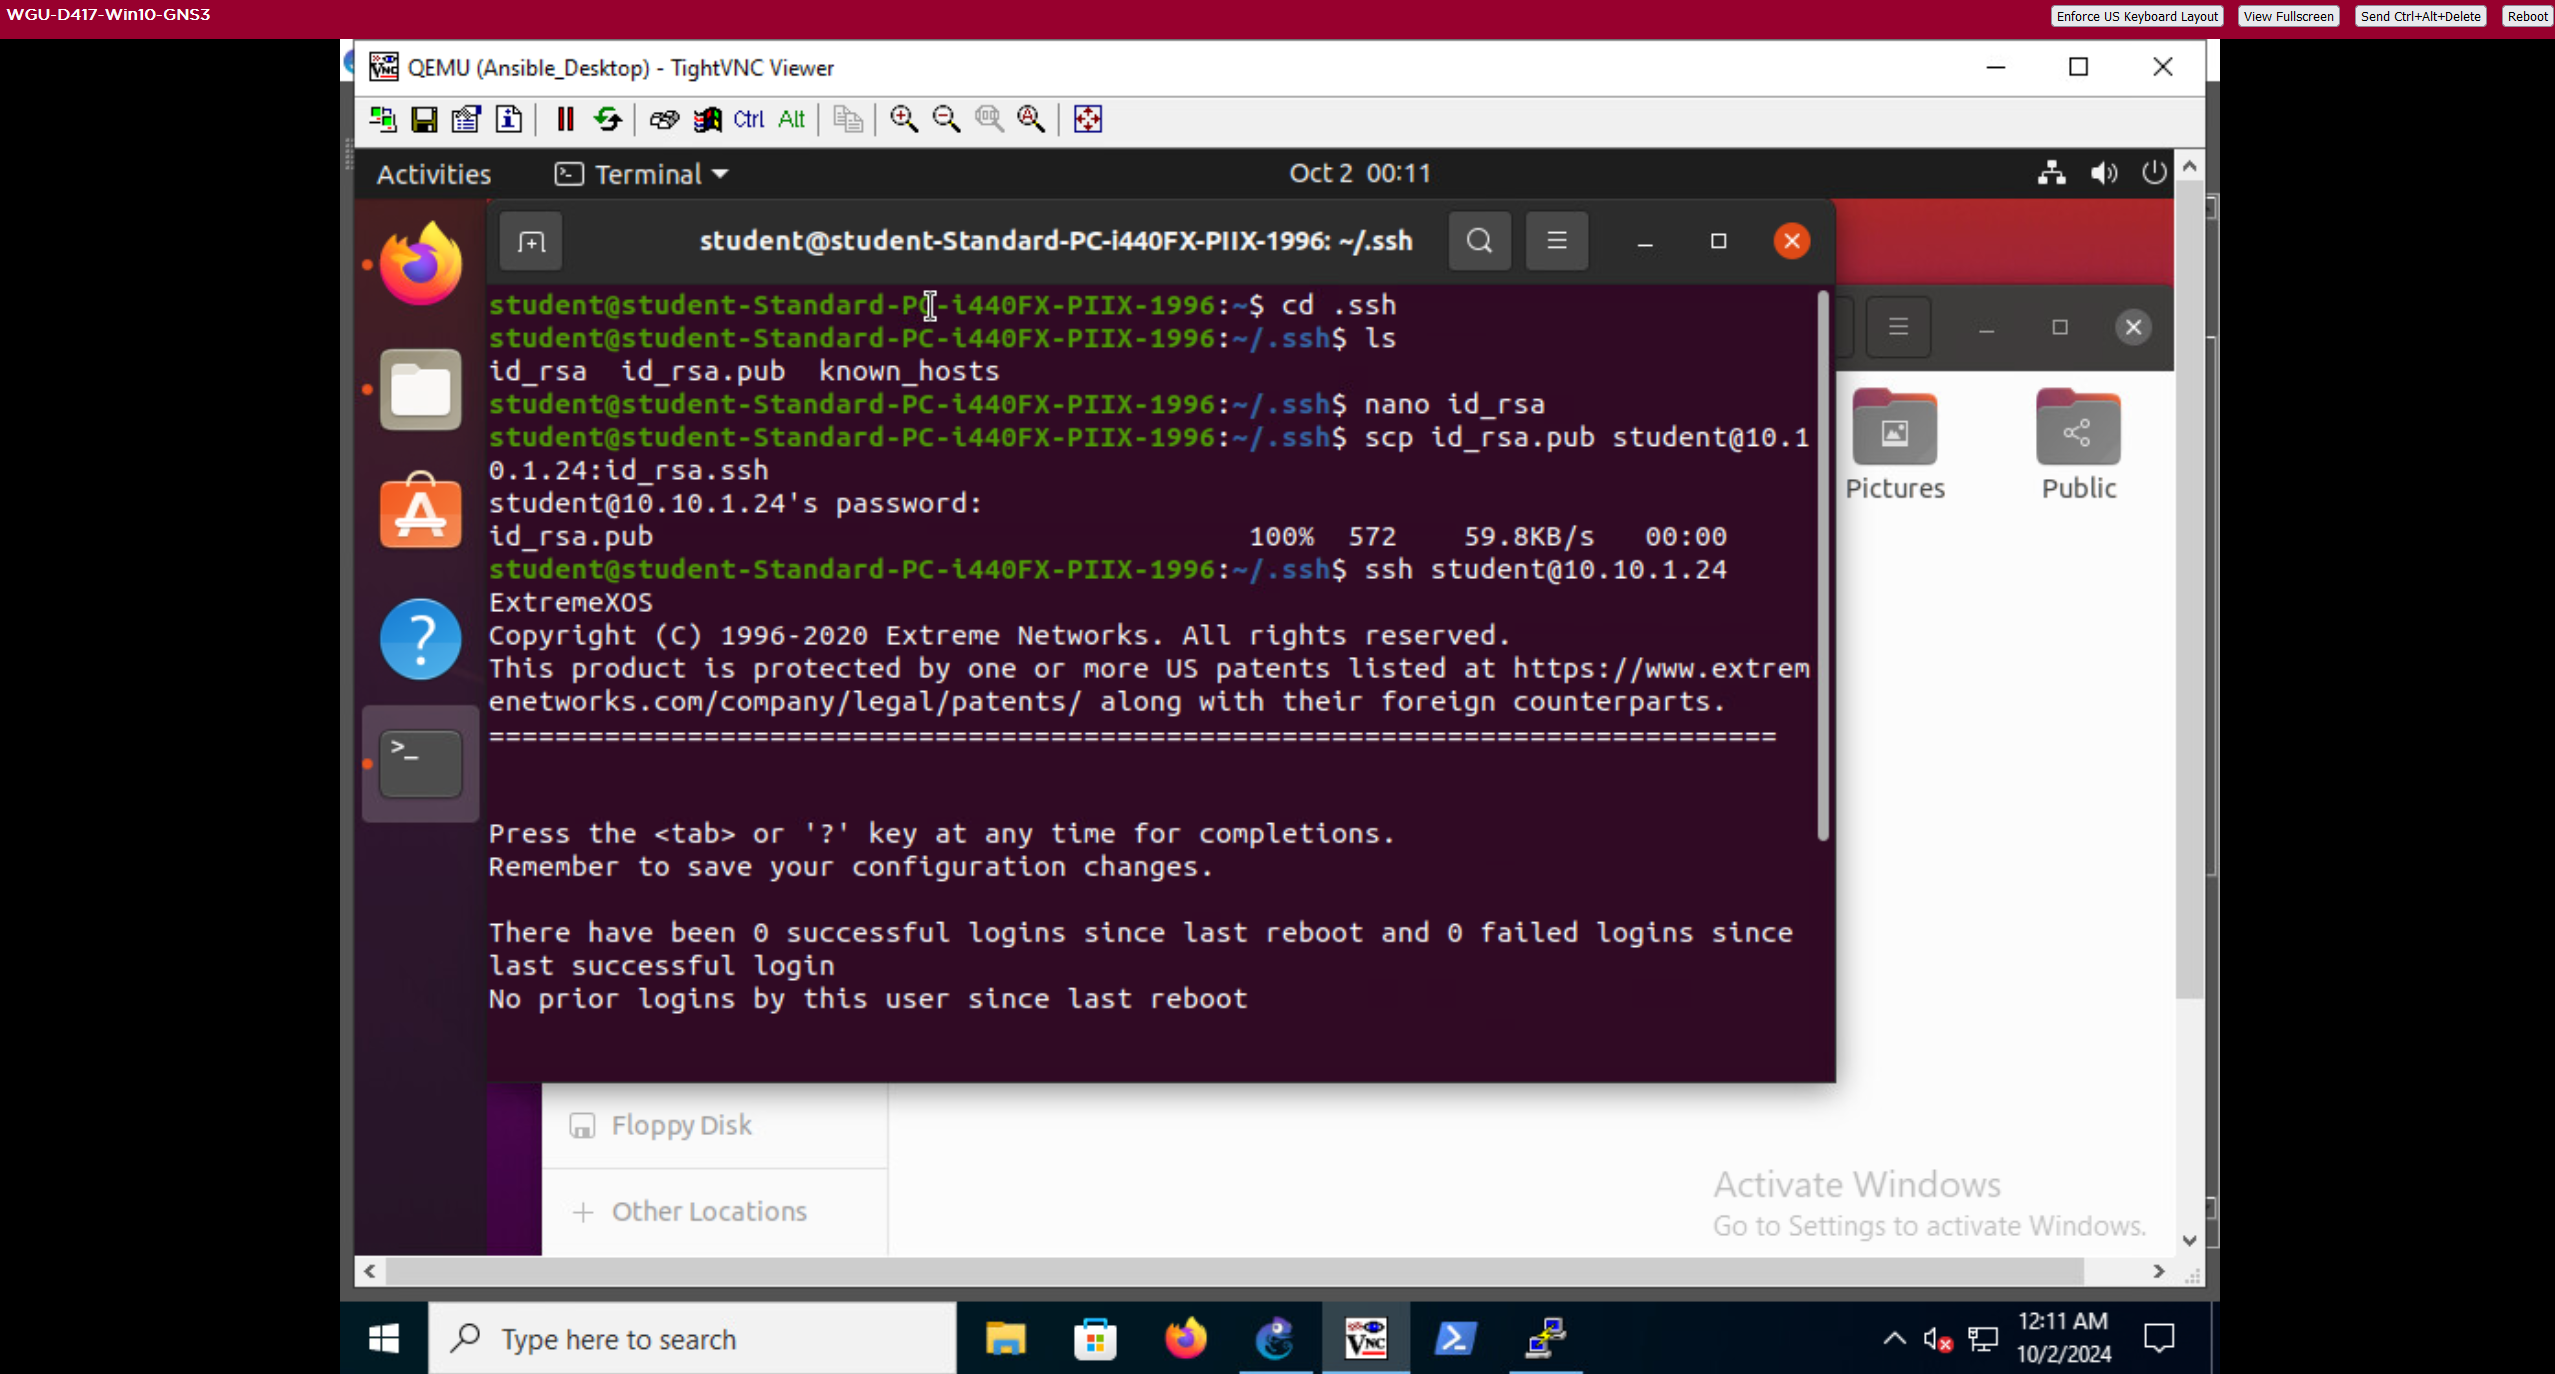 WGU-D417-Win10-GNS3
Enforce US Keyboard Layout
View Fullscreen
Send Ctrl+Alt+Delete
Reboot
QEMU (Ansible_Desktop) - TightVNC Viewer
Ctrl
Alt
Activities
Terminal
Oct 2 00:11
student@student-Standard-PC-i440FX-PIIX-1996: ~/.ssh
student@student-Standard-PC-i440FX-PIIX-1996:~$ cd .ssh
student@student-Standard-PC-i440FX-PIIX-1996:~/.ssh$ ls
id_rsa  id_rsa.pub  known_hosts
student@student-Standard-PC-i440FX-PIIX-1996:~/.ssh$ nano id_rsa
student@student-Standard-PC-i440FX-PIIX-1996:~/.ssh$ scp id_rsa.pub student@10.1
0.1.24:id_rsa.ssh
student@10.10.1.24's password:
id_rsa.pub 100% 572 59.8KB/s 00:00
student@student-Standard-PC-i440FX-PIIX-1996:~/.ssh$ ssh student@10.10.1.24
ExtremeXOS
Copyright (C) 1996-2020 Extreme Networks. All rights reserved.
This product is protected by one or more US patents listed at https://www.extrem
enetworks.com/company/legal/patents/ along with their foreign counterparts.
==============================================================================
Press the <tab> or '?' key at any time for completions.
Remember to save your configuration changes.
There have been 0 successful logins since last reboot and 0 failed logins since
last successful login
No prior logins by this user since last reboot
Pictures
Public
Floppy Disk
Other Locations
Activate Windows
Go to Settings to activate Windows.
Type here to search
12:11 AM
10/2/2024